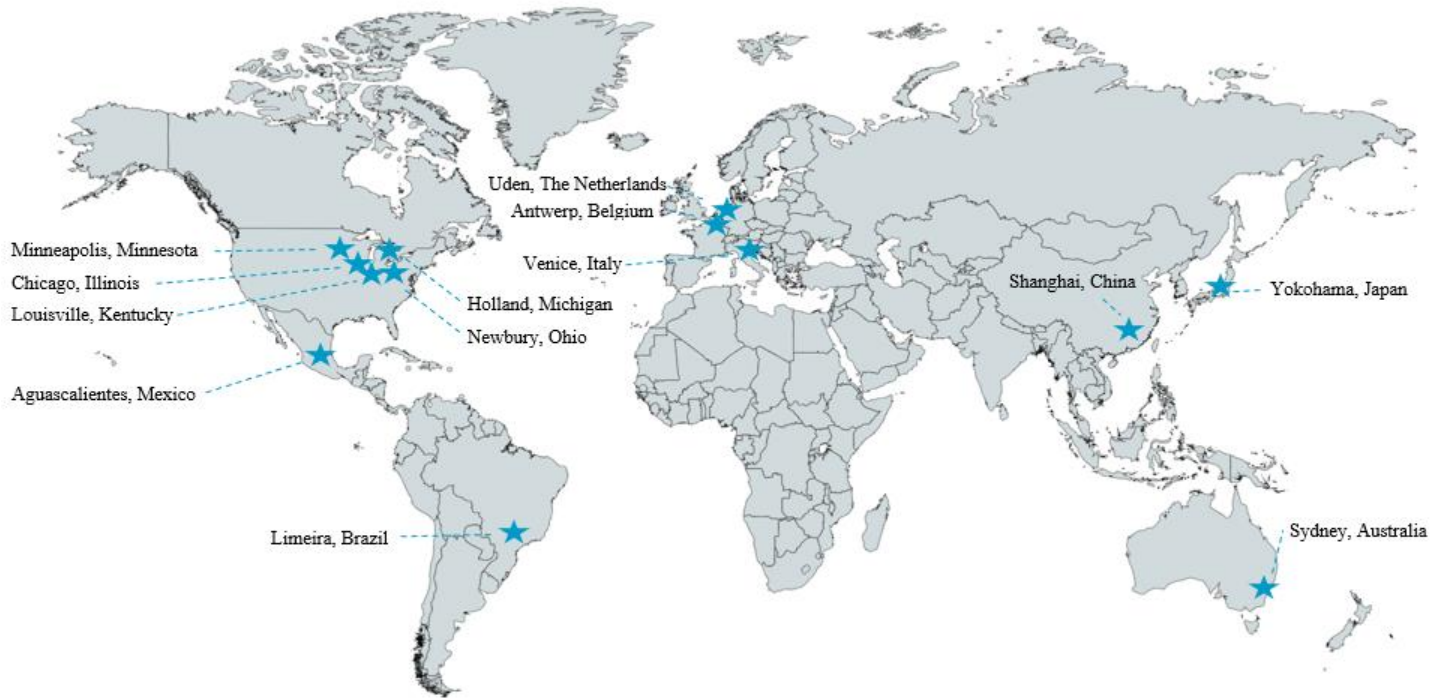 Uden, The Netherlands
Antwerp, Belgium
Minneapolis, Minnesota
Venice, Italy
Chicago, Illinois
Shanghai, China
Yokohama, Japan
Holland, Michigan
Louisville, Kentucky
Newbury, Ohio
Aguascalientes, Mexico
Limeira, Brazil
Sydney, Australia